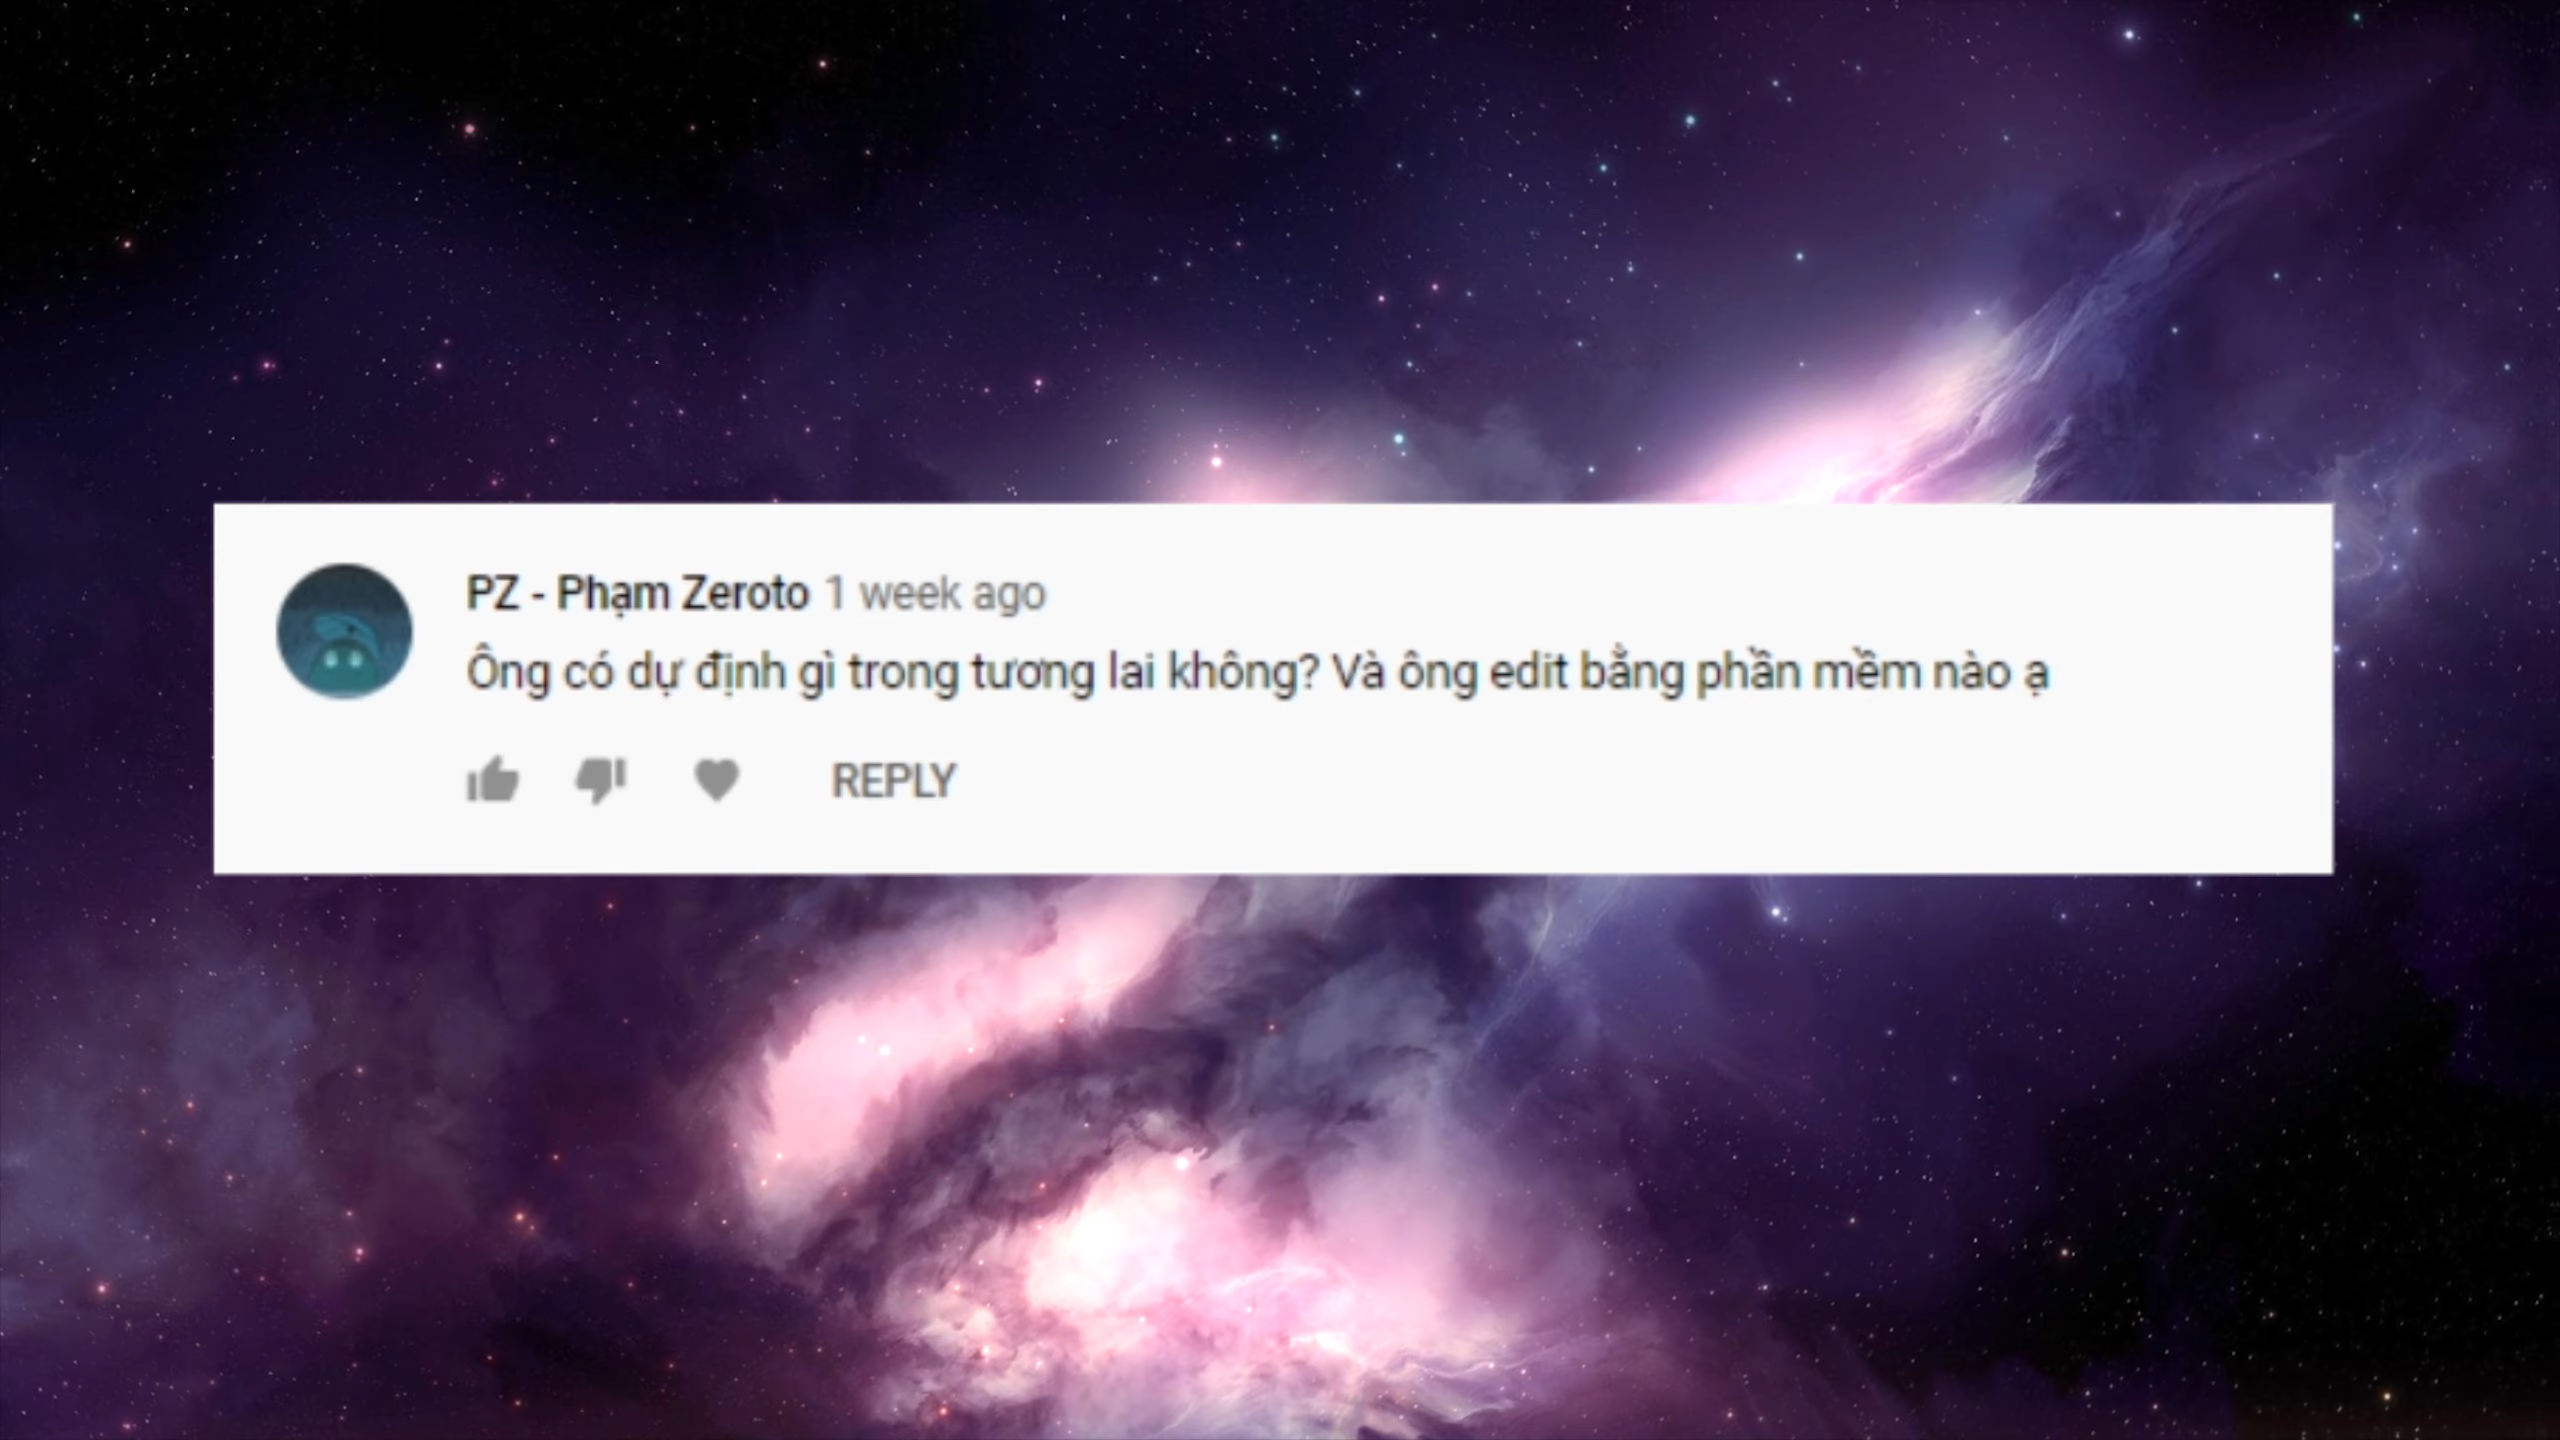 PZ - Phạm Zeroto 1 week ago
Ông có dự định gì trong tương lai không? Và ông edit bằng phần mềm nào ạ
REPLY